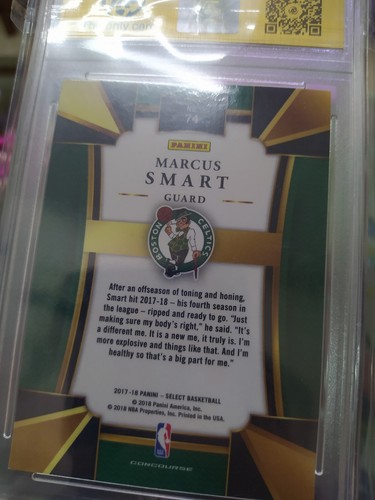 NO.
74
PANINI
MARCUS
SMART
GUARD
BOSTON CELTICS
After an offseason of toning and honing,
Smart hit 2017-18 – his fourth season in
the league – ripped and ready to go. "Just
making sure my body's right," he said. "It's
a different me. It is a new me, it truly is. I'm
more explosive and things like that. And I'm
healthy so that's a big part for me."
2017-18 PANINI – SELECT BASKETBALL
© 2018 Panini America, Inc.
© 2018 NBA Properties, Inc. Printed in the USA.
CONCOURSE